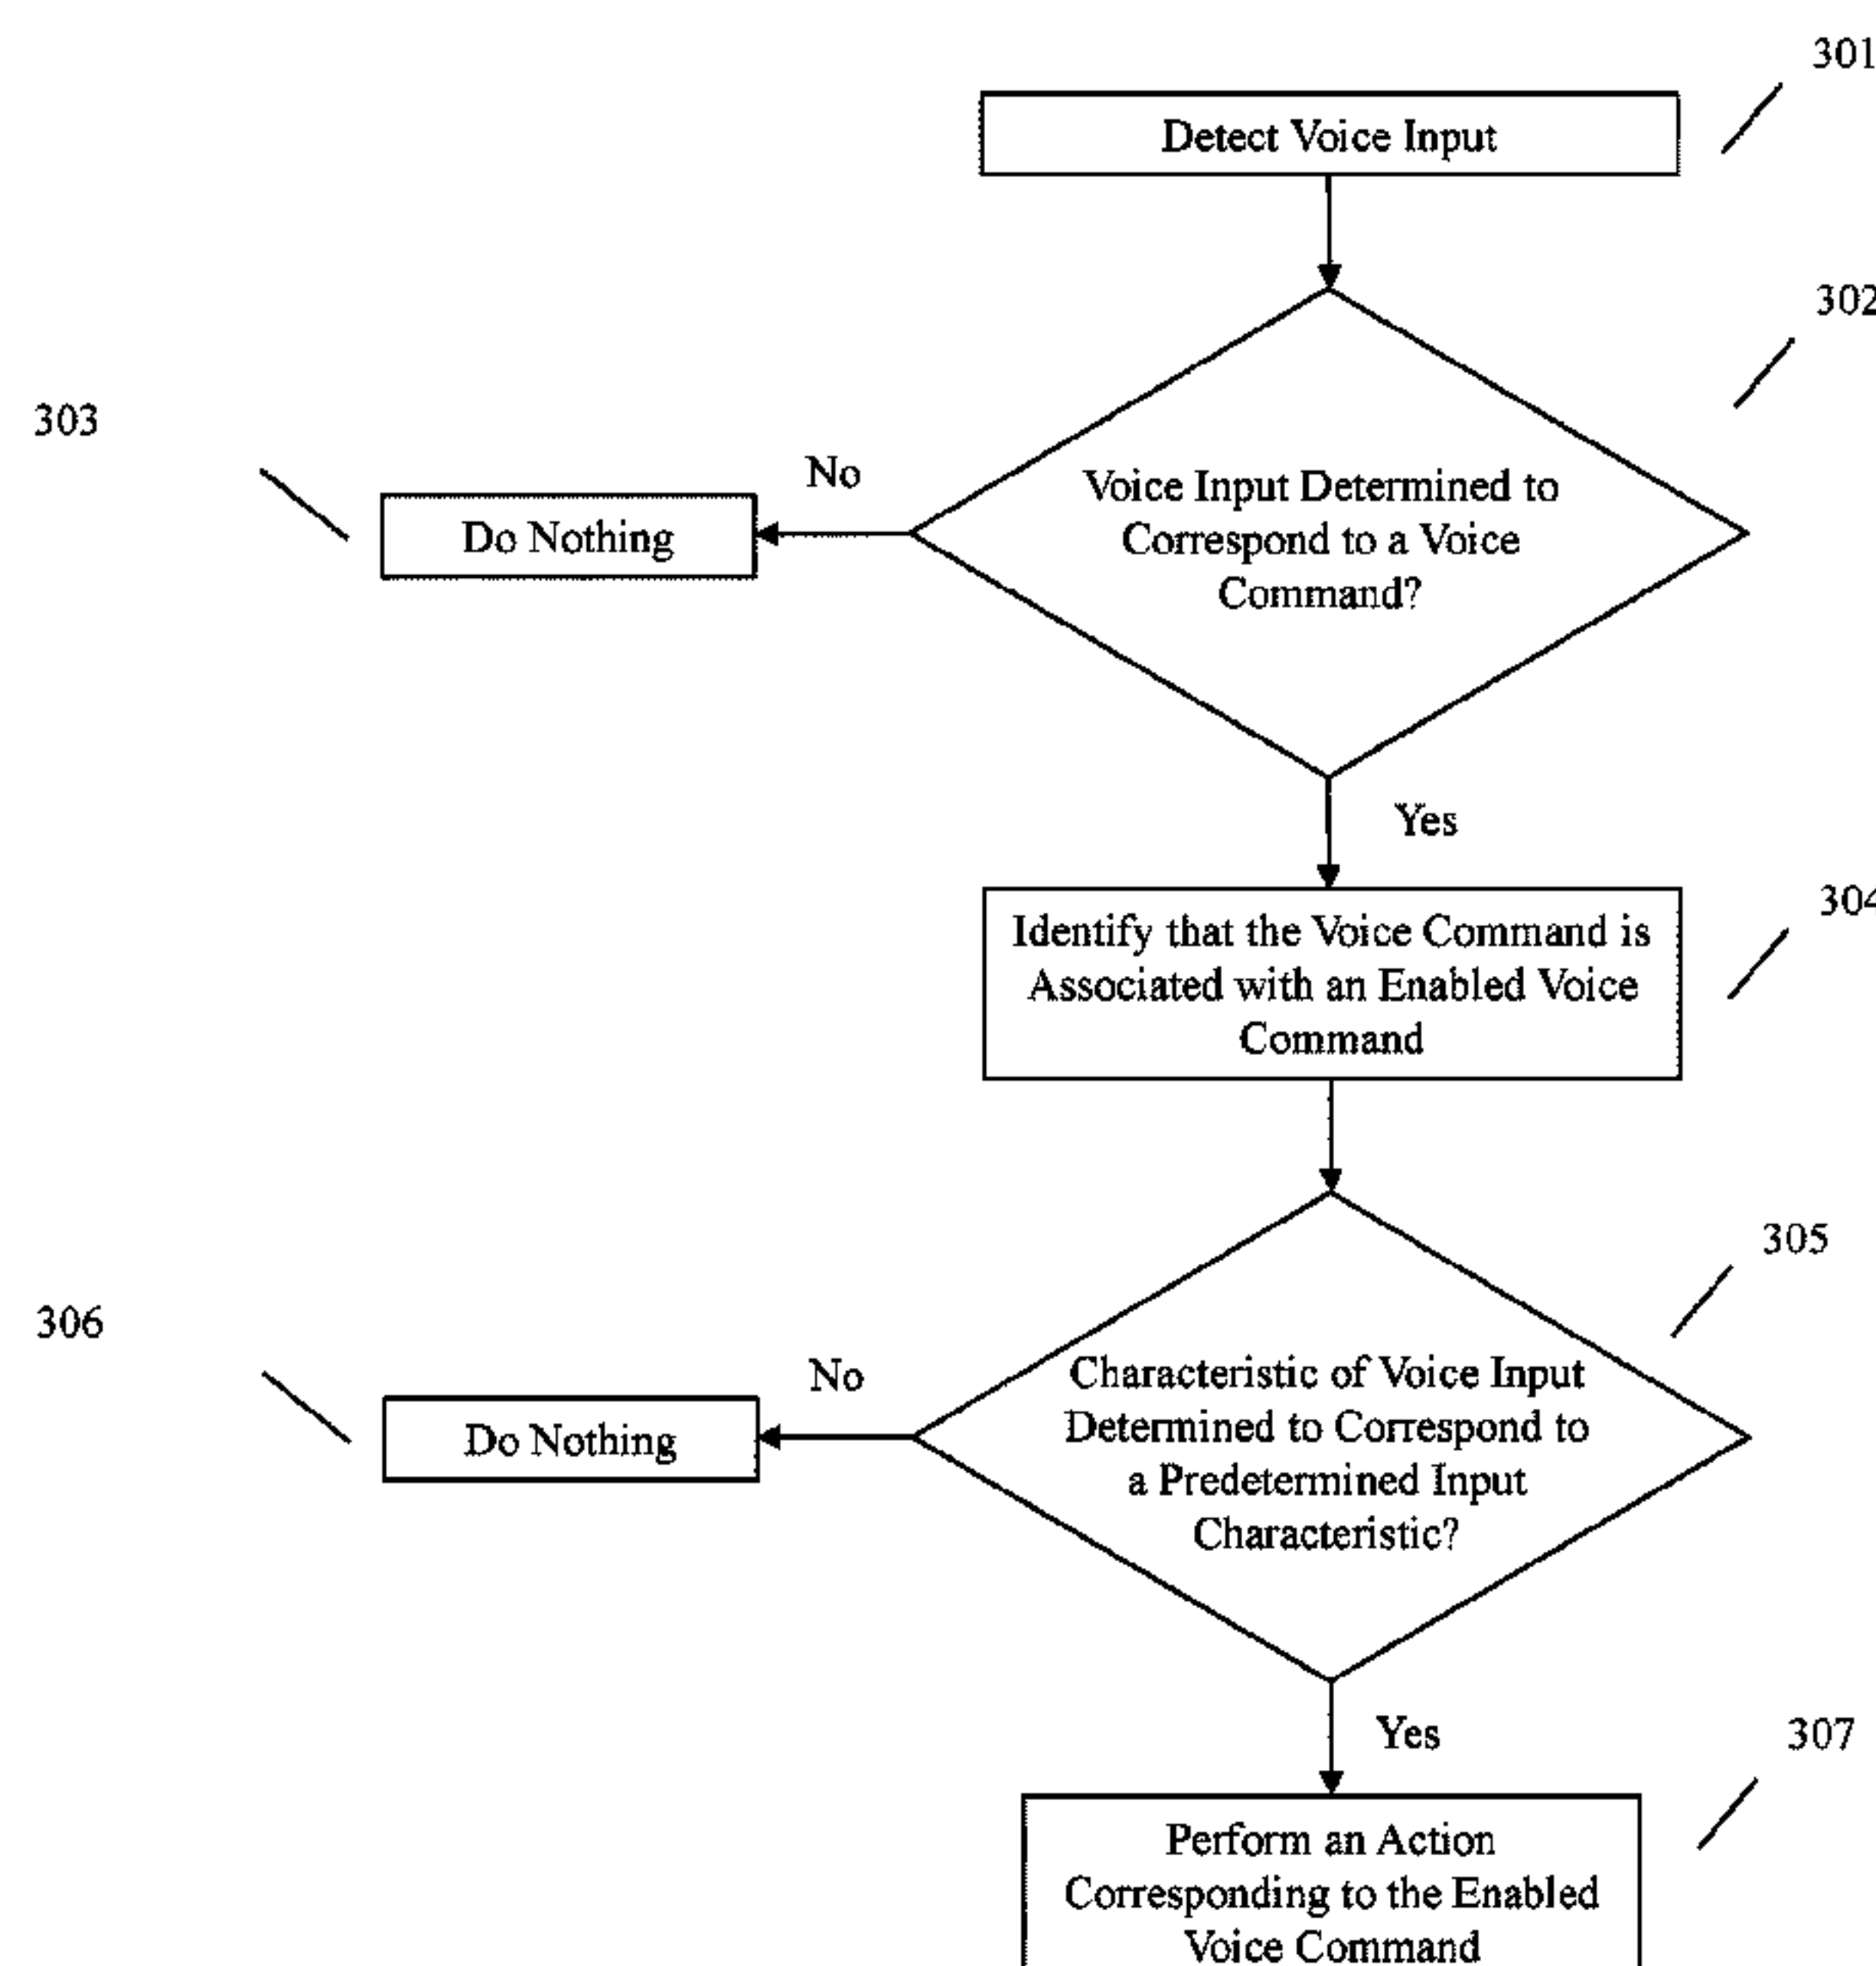 301
Detect Voice Input
302
303
No
Do Nothing
Voice Input Determined to
Correspond to a Voice
Command?
Yes
304
Identify that the Voice Command is
Associated with an Enabled Voice
Command
305
306
No
Do Nothing
Characteristic of Voice Input
Determined to Correspond to
a Predetermined Input
Characteristic?
Yes
307
Perform an Action
Corresponding to the Enabled
Voice Command